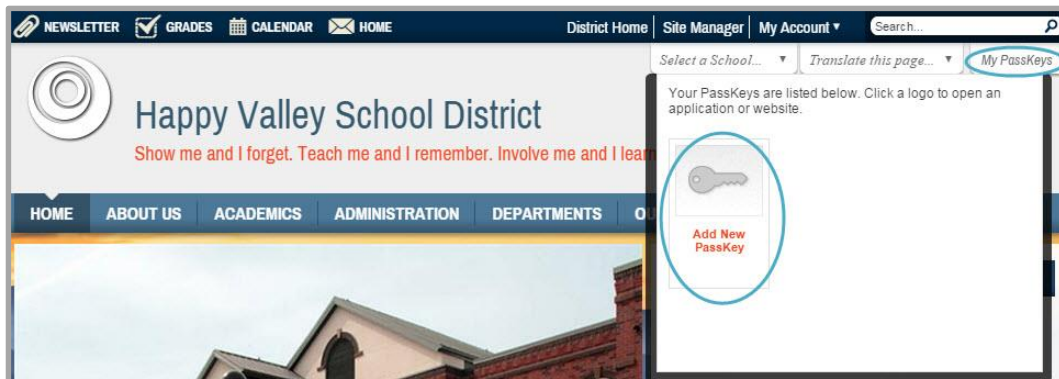 NEWSLETTER GRADES CALENDAR HOME District Home Site Manager My Account Search...
Select a School... Translate this page... My PassKeys
Your PassKeys are listed below. Click a logo to open an
application or website.
Happy Valley School District
Show me and I forget. Teach me and I remember. Involve me and I learn
Add New
PassKey
HOME ABOUT US ACADEMICS ADMINISTRATION DEPARTMENTS OU